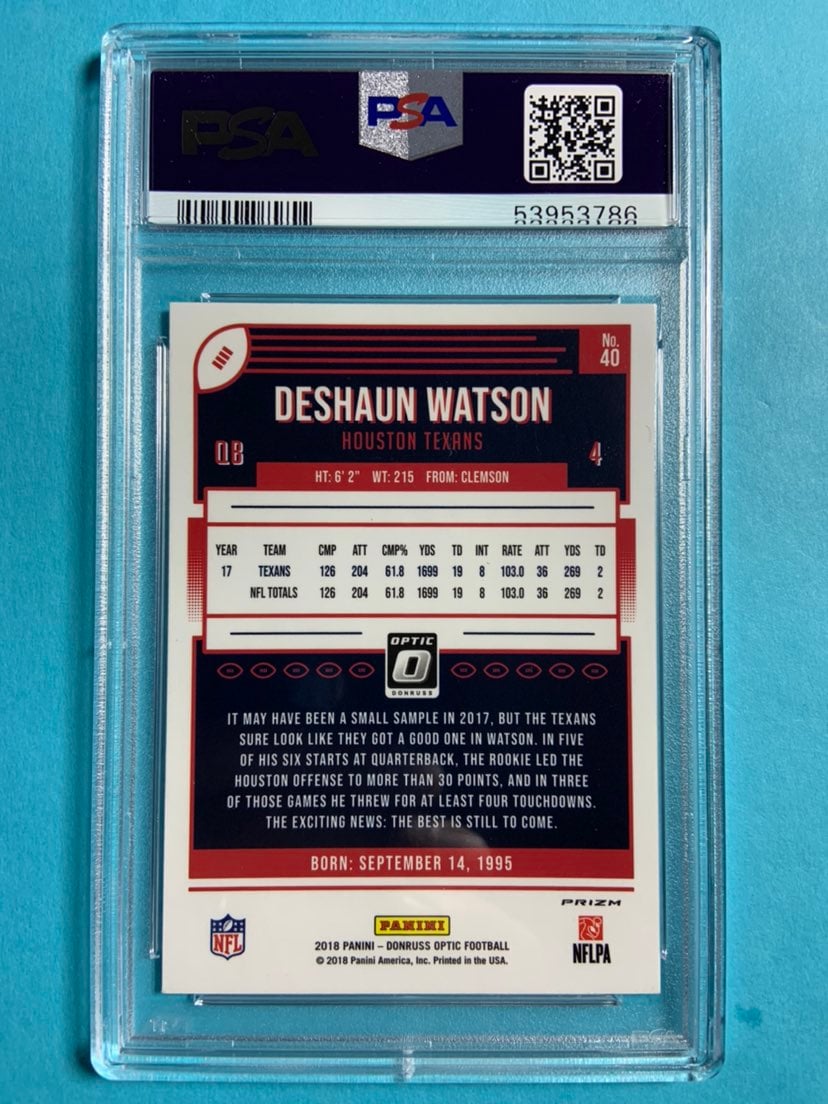 PSA
PSA
53953786
No.
40
DESHAUN WATSON
HOUSTON TEXANS
QB
4
HT: 6' 2" WT: 215 FROM: CLEMSON
YEAR TEAM CMP ATT CMP% YDS TD INT RATE ATT YDS TD
17 TEXANS 126 204 61.8 1699 19 8 103.0 36 269 2
NFL TOTALS 126 204 61.8 1699 19 8 103.0 36 269 2
OPTIC
DONRUSS
IT MAY HAVE BEEN A SMALL SAMPLE IN 2017, BUT THE TEXANS
SURE LOOK LIKE THEY GOT A GOOD ONE IN WATSON. IN FIVE
OF HIS SIX STARTS AT QUARTERBACK, THE ROOKIE LED THE
HOUSTON OFFENSE TO MORE THAN 30 POINTS, AND IN THREE
OF THOSE GAMES HE THREW FOR AT LEAST FOUR TOUCHDOWNS.
THE EXCITING NEWS: THE BEST IS STILL TO COME.
BORN: SEPTEMBER 14, 1995
PRIZM
NFL
PANINI
2018 PANINI – DONRUSS OPTIC FOOTBALL
© 2018 Panini America, Inc. Printed in the USA.
NFLPA